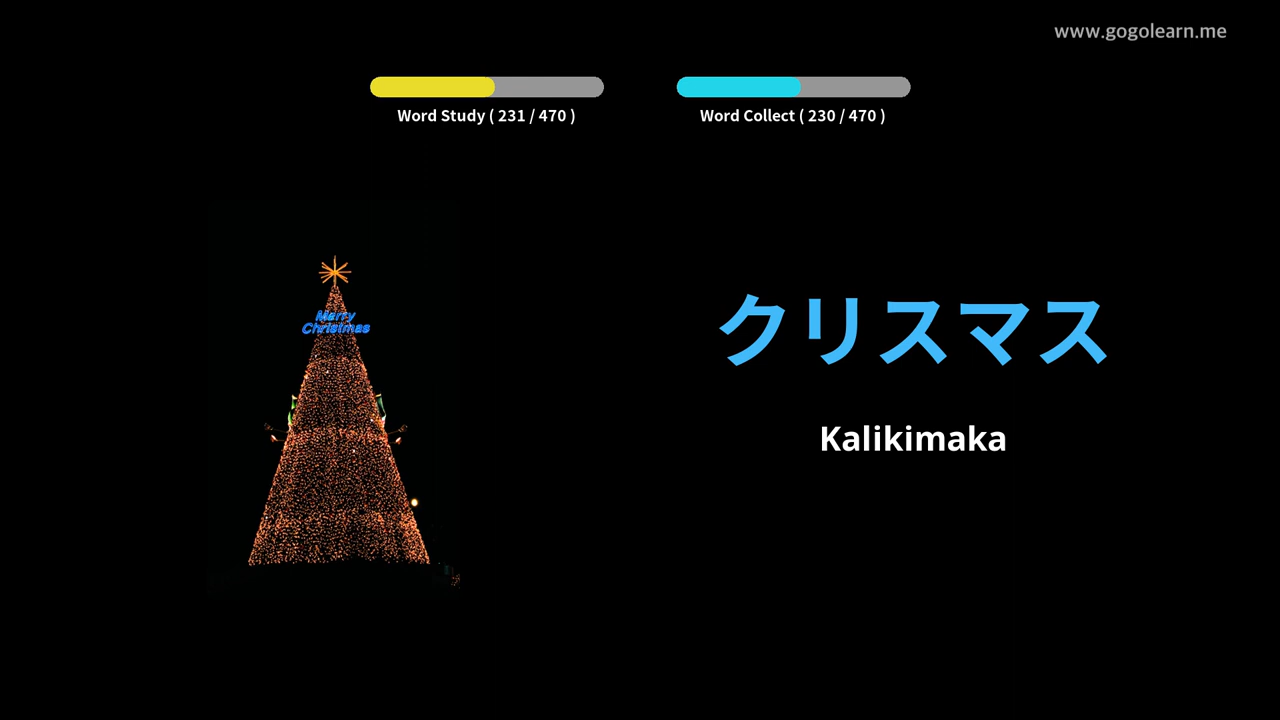 www.gogolearn.me
Word Study ( 231 / 470 )
Word Collect ( 230 / 470 )
Merry
Christmas
クリスマス
Kalikimaka